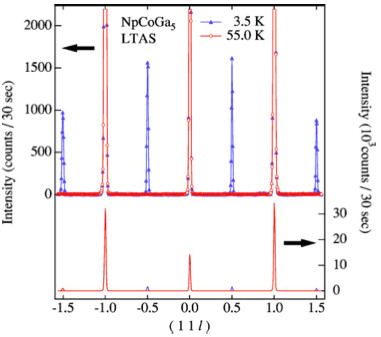 NpCoGa5 3.5 K
LTAS 55.0 K
Intensity (counts / 30 sec)
2000
1500
1000
500
0
Intensity (10³ counts / 30 sec)
30
20
10
0
-1.5 -1.0 -0.5 0.0 0.5 1.0 1.5
( 1 1 l )